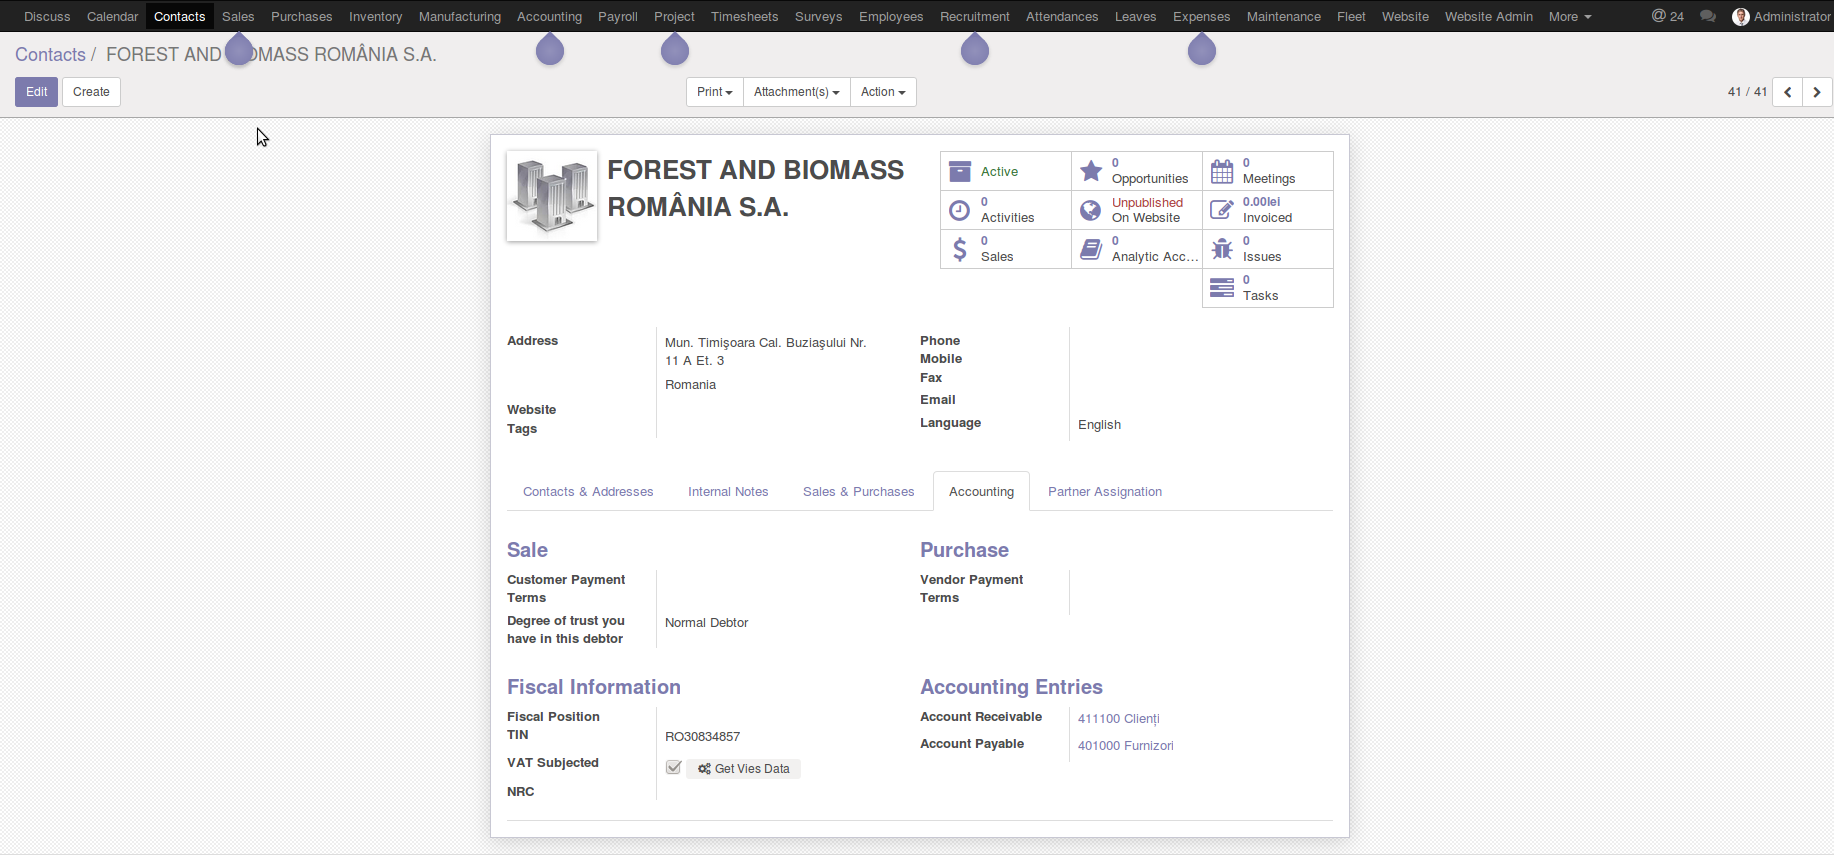 Discuss Calendar Contacts Sales Purchases Inventory Manufacturing Accounting Payroll Project Timesheets Surveys Employees Recruitment Attendances Leaves Expenses Maintenance Fleet Website Website Admin More @ 24 Administrator
Contacts / FOREST AND OMASS ROMÂNIA S.A.
Edit Create Print Attachment(s) Action 41 / 41
FOREST AND BIOMASS
ROMÂNIA S.A.
Active
0
Opportunities
0
Meetings
0
Activities
Unpublished
On Website
0.00lei
Invoiced
0
Sales
0
Analytic Acc...
0
Issues
0
Tasks
Address
Mun. Timişoara Cal. Buziaşului Nr.
11 A Et. 3
Romania
Website
Tags
Phone
Mobile
Fax
Email
Language English
Contacts & Addresses Internal Notes Sales & Purchases Accounting Partner Assignation
Sale
Customer Payment
Terms
Degree of trust you
have in this debtor
Normal Debtor
Purchase
Vendor Payment
Terms
Fiscal Information
Fiscal Position
TIN RO30834857
VAT Subjected Get Vies Data
NRC
Accounting Entries
Account Receivable 411100 Clienți
Account Payable 401000 Furnizori